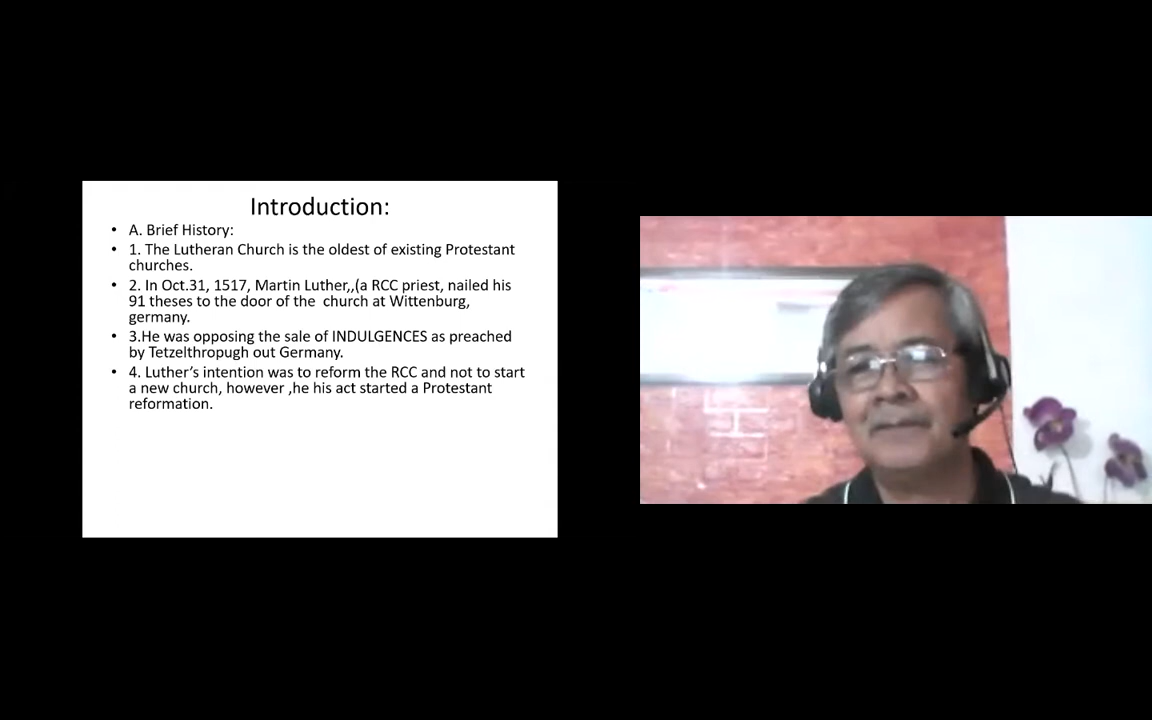 Introduction:
• A. Brief History:
• 1. The Lutheran Church is the oldest of existing Protestant
churches.
• 2. In Oct.31, 1517, Martin Luther,,(a RCC priest, nailed his
91 theses to the door of the  church at Wittenburg,
germany.
• 3.He was opposing the sale of INDULGENCES as preached
by Tetzelthropugh out Germany.
• 4. Luther’s intention was to reform the RCC and not to start
a new church, however ,he his act started a Protestant
reformation.